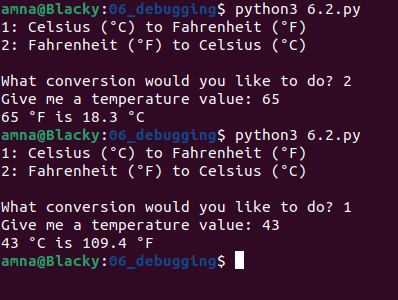 amna@Blacky:06_debugging$ python3 6.2.py
1: Celsius (°C) to Fahrenheit (°F)
2: Fahrenheit (°F) to Celsius (°C)

What conversion would you like to do? 2
Give me a temperature value: 65
65 °F is 18.3 °C
amna@Blacky:06_debugging$ python3 6.2.py
1: Celsius (°C) to Fahrenheit (°F)
2: Fahrenheit (°F) to Celsius (°C)

What conversion would you like to do? 1
Give me a temperature value: 43
43 °C is 109.4 °F
amna@Blacky:06_debugging$